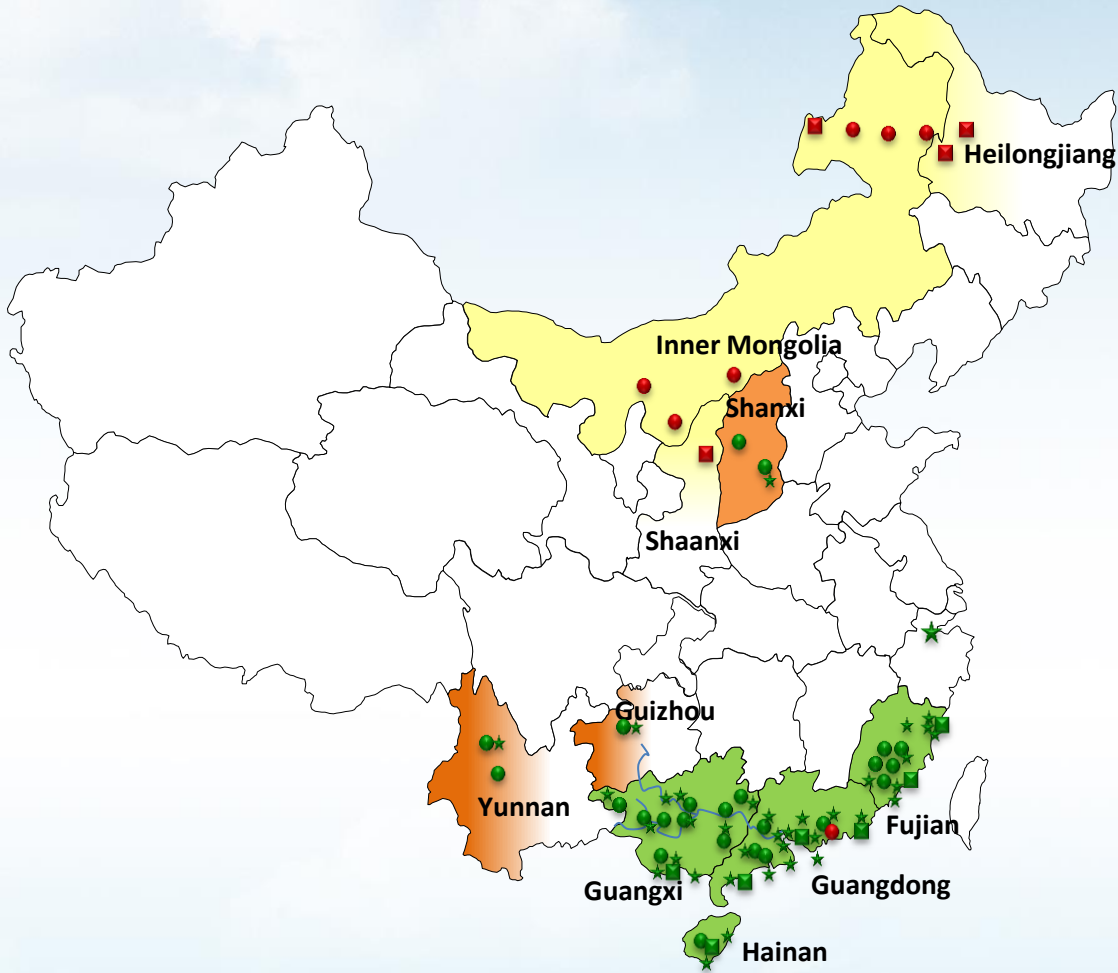 Heilongjiang
Inner Mongolia
Shanxi
Shaanxi
Guizhou
Yunnan
Fujian
Guangxi
Guangdong
Hainan